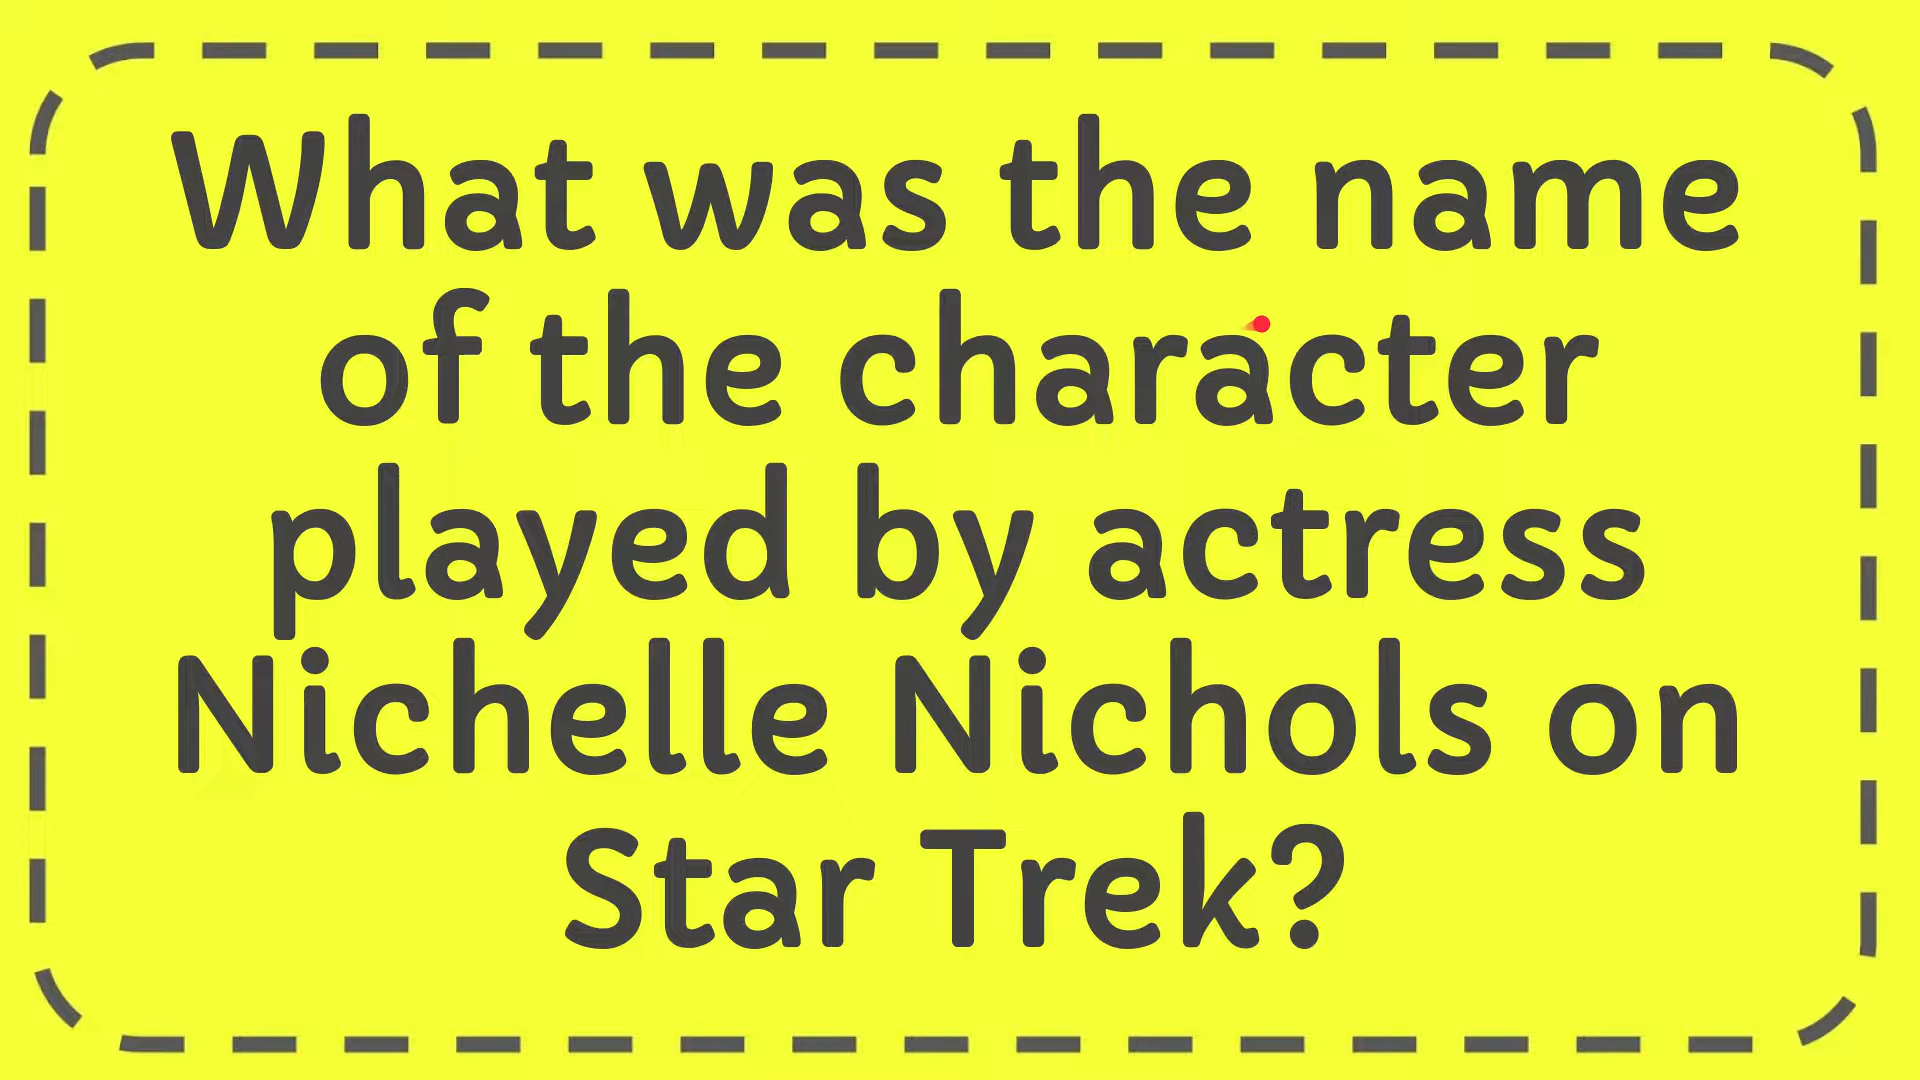 What was the name
of the character
played by actress
Nichelle Nichols on
Star Trek?